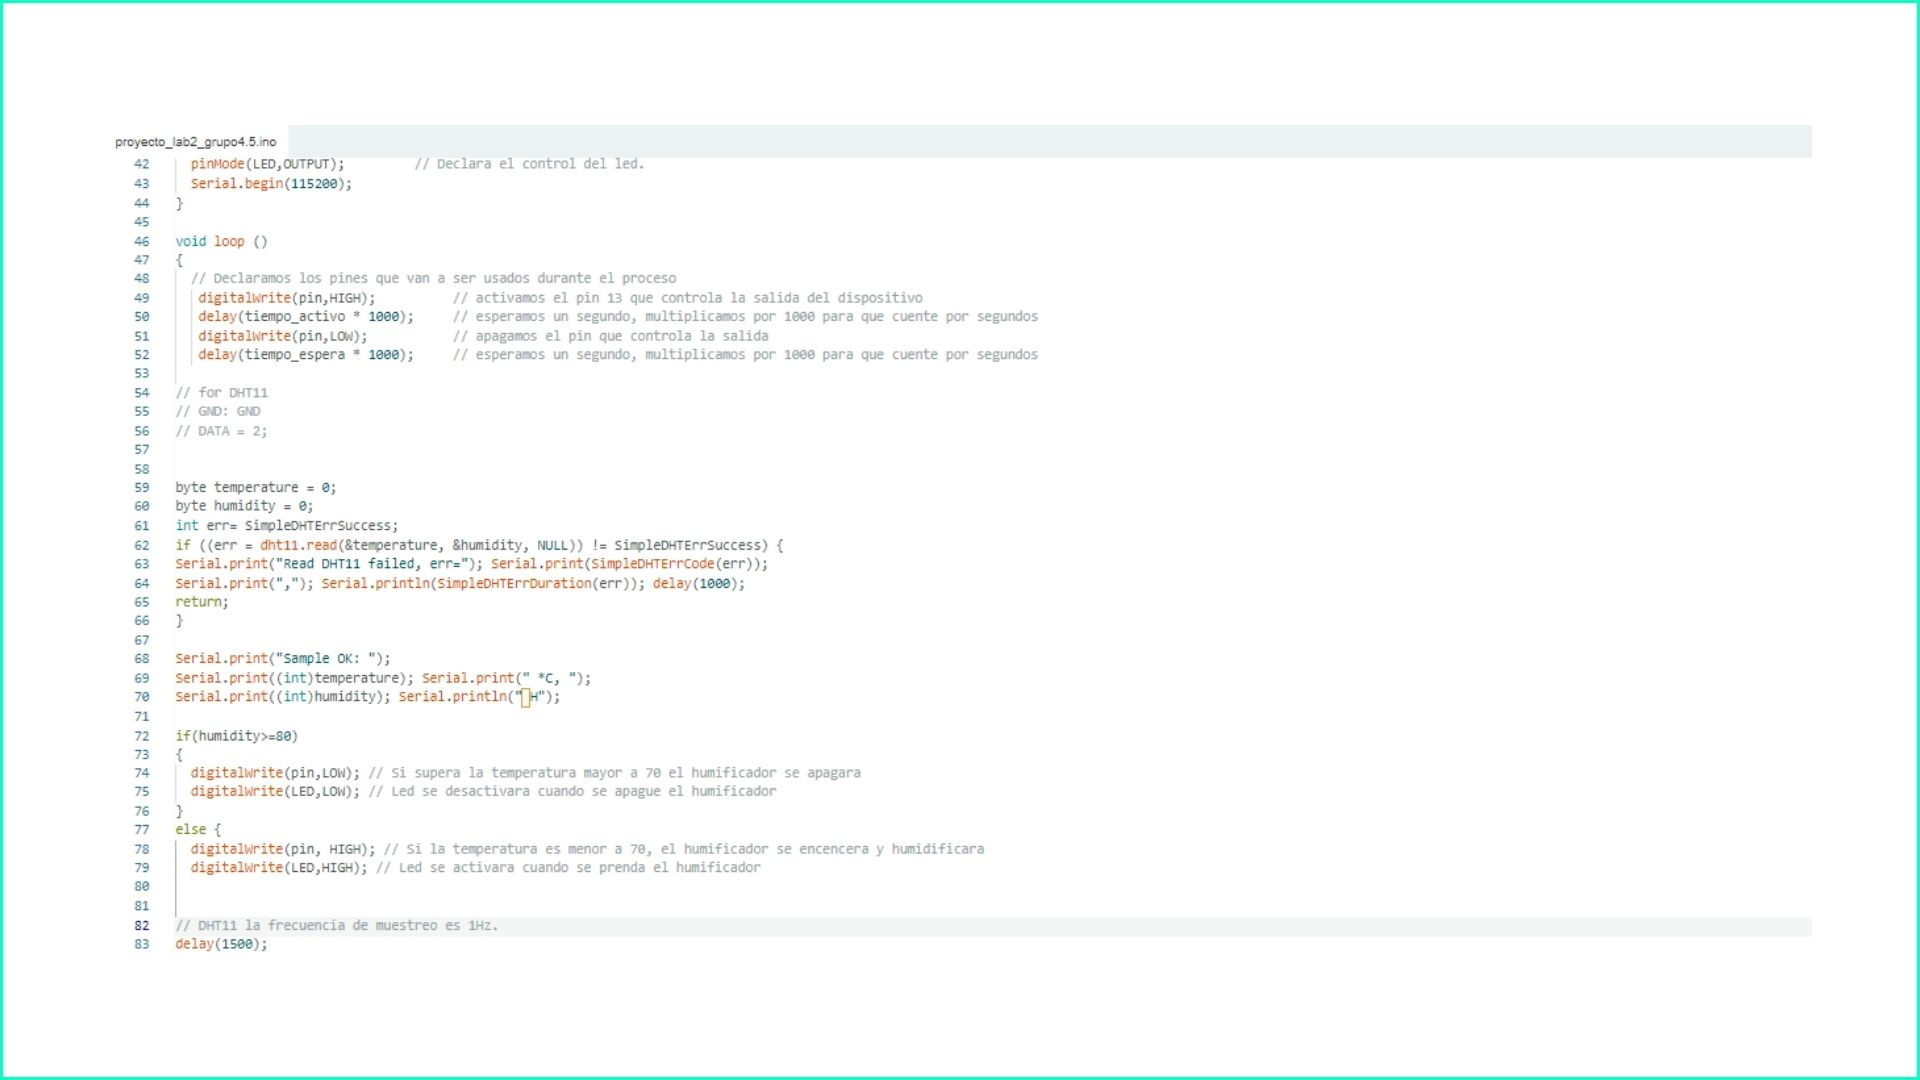 proyecto_lab2_grupo4.5.ino
42 pinMode(LED,OUTPUT); // Declara el control del led.
43 Serial.begin(115200);
44 }
45
46 void loop ()
47 {
48 // Declaramos los pines que van a ser usados durante el proceso
49 digitalWrite(pin,HIGH); // activamos el pin 13 que controla la salida del dispositivo
50 delay(tiempo_activo * 1000); // esperamos un segundo, multiplicamos por 1000 para que cuente por segundos
51 digitalWrite(pin,LOW); // apagamos el pin que controla la salida
52 delay(tiempo_espera * 1000); // esperamos un segundo, multiplicamos por 1000 para que cuente por segundos
53
54 // for DHT11
55 // GND: GND
56 // DATA = 2;
57
58
59 byte temperature = 0;
60 byte humidity = 0;
61 int err= SimpleDHTErrSuccess;
62 if ((err = dht11.read(&temperature, &humidity, NULL)) != SimpleDHTErrSuccess) {
63 Serial.print("Read DHT11 failed, err="); Serial.print(SimpleDHTErrCode(err));
64 Serial.print(","); Serial.println(SimpleDHTErrDuration(err)); delay(1000);
65 return;
66 }
67
68 Serial.print("Sample OK: ");
69 Serial.print((int)temperature); Serial.print(" *C, ");
70 Serial.print((int)humidity); Serial.println(" H");
71
72 if(humidity>=80)
73 {
74 digitalWrite(pin,LOW); // Si supera la temperatura mayor a 70 el humificador se apagara
75 digitalWrite(LED,LOW); // Led se desactivara cuando se apague el humificador
76 }
77 else {
78 digitalWrite(pin, HIGH); // Si la temperatura es menor a 70, el humificador se encencera y humidificara
79 digitalWrite(LED,HIGH); // Led se activara cuando se prenda el humificador
80
81
82 // DHT11 la frecuencia de muestreo es 1Hz.
83 delay(1500);